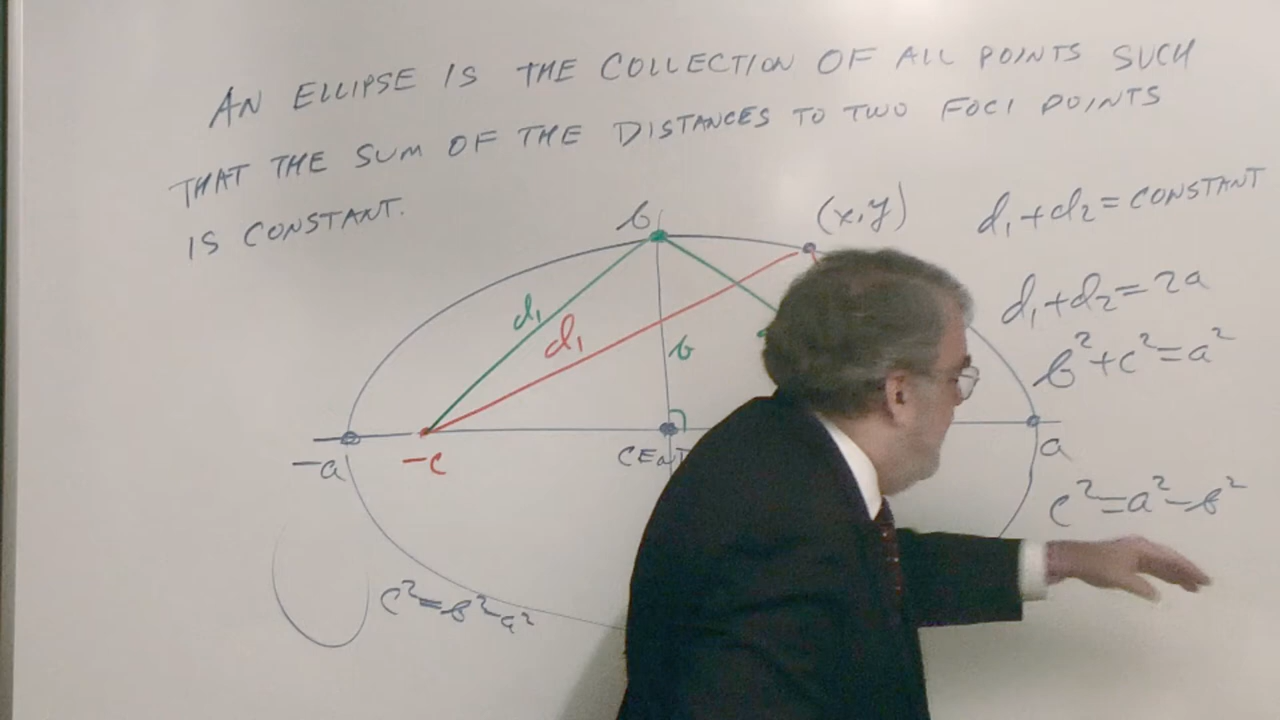 AN ELLIPSE IS THE COLLECTION OF ALL POINTS SUCH
THAT THE SUM OF THE DISTANCES TO TWO FOCI POINTS
IS CONSTANT.
b
(x,y)
d₁+d₂=CONSTANT
d₁
d₁
b
d₁+d₂=2a
b²+c²=a²
-a
-c
a
c²=a²-b²
c²=b²-a²